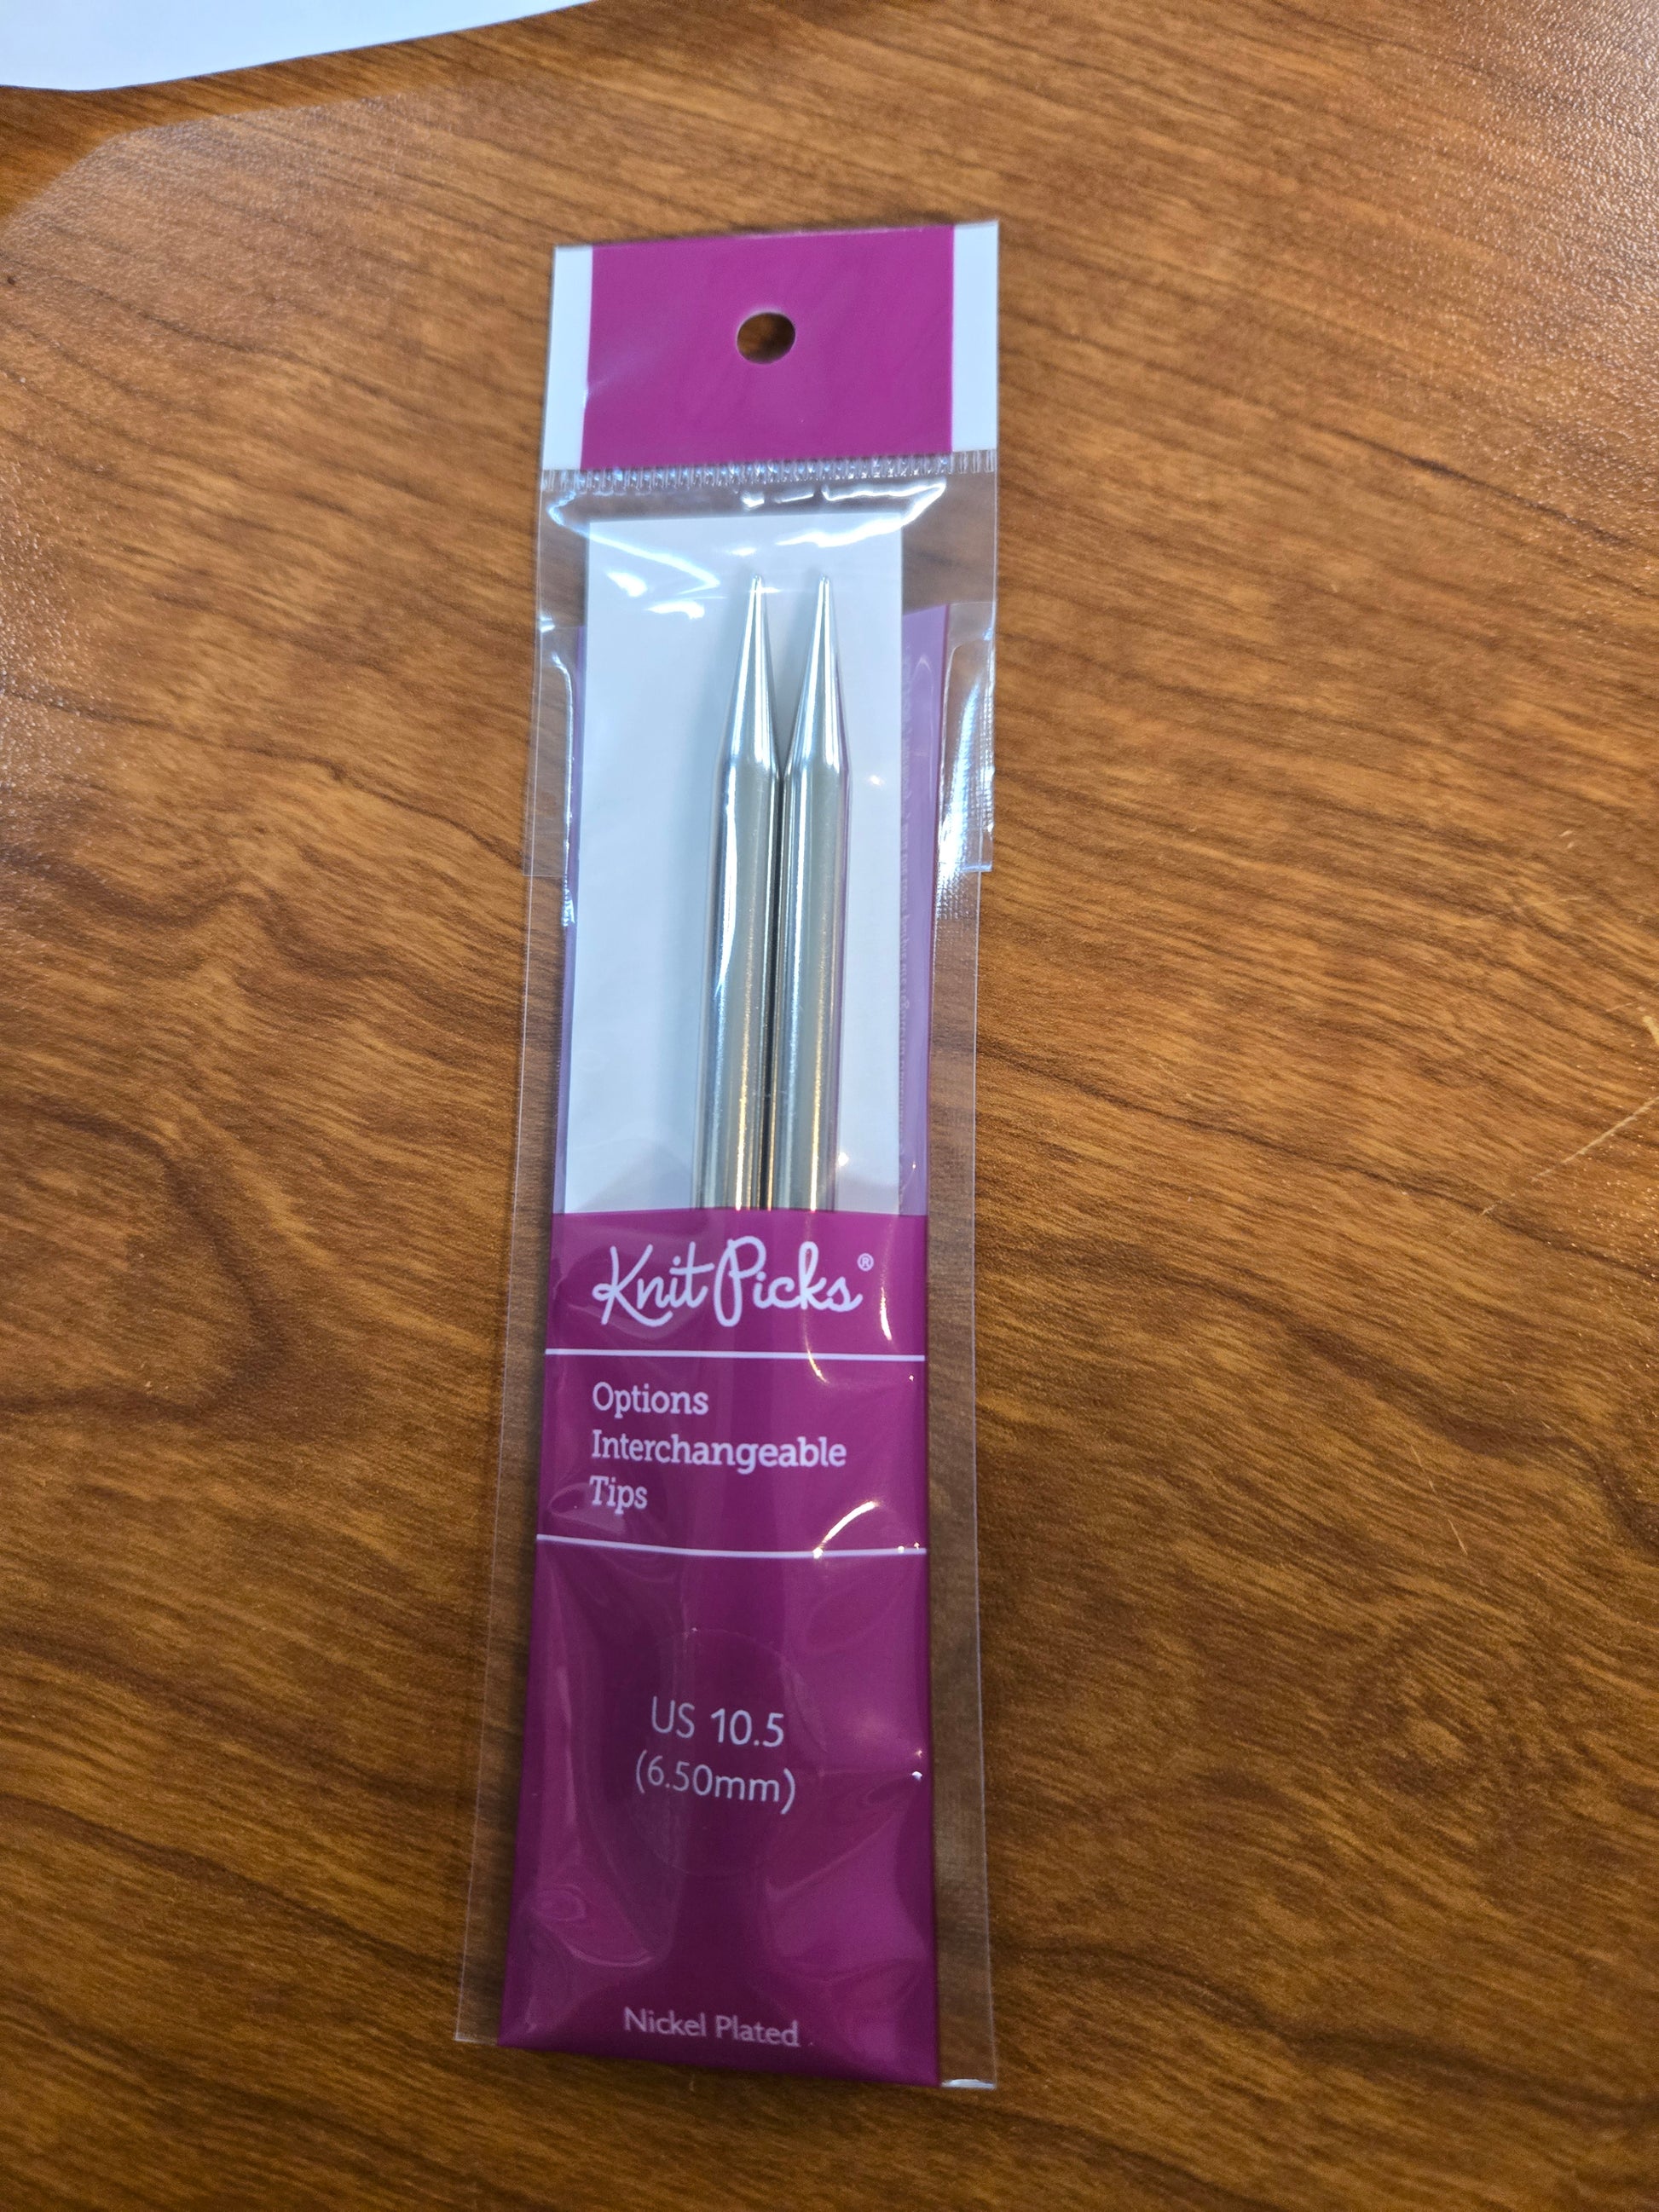 KnitPicks®
Options
Interchangeable
Tips
US 10.5
(6.50mm)
Nickel Plated